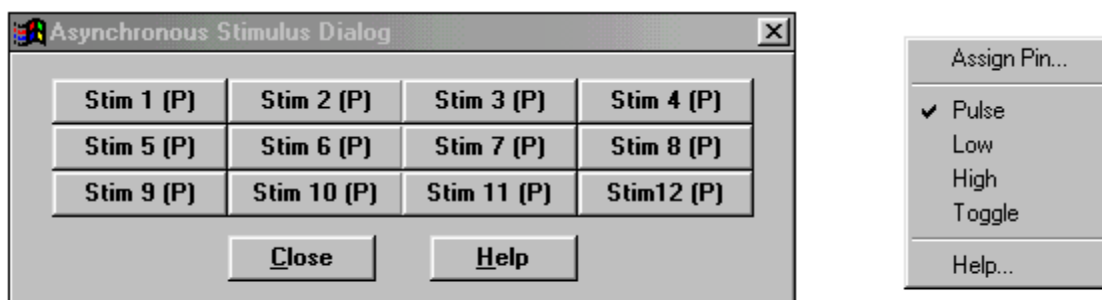 Asynchronous Stimulus Dialog
Stim 1 (P) Stim 2 (P) Stim 3 (P) Stim 4 (P)
Stim 5 (P) Stim 6 (P) Stim 7 (P) Stim 8 (P)
Stim 9 (P) Stim 10 (P) Stim 11 (P) Stim12 (P)
Close Help
Assign Pin...
Pulse
Low
High
Toggle
Help...